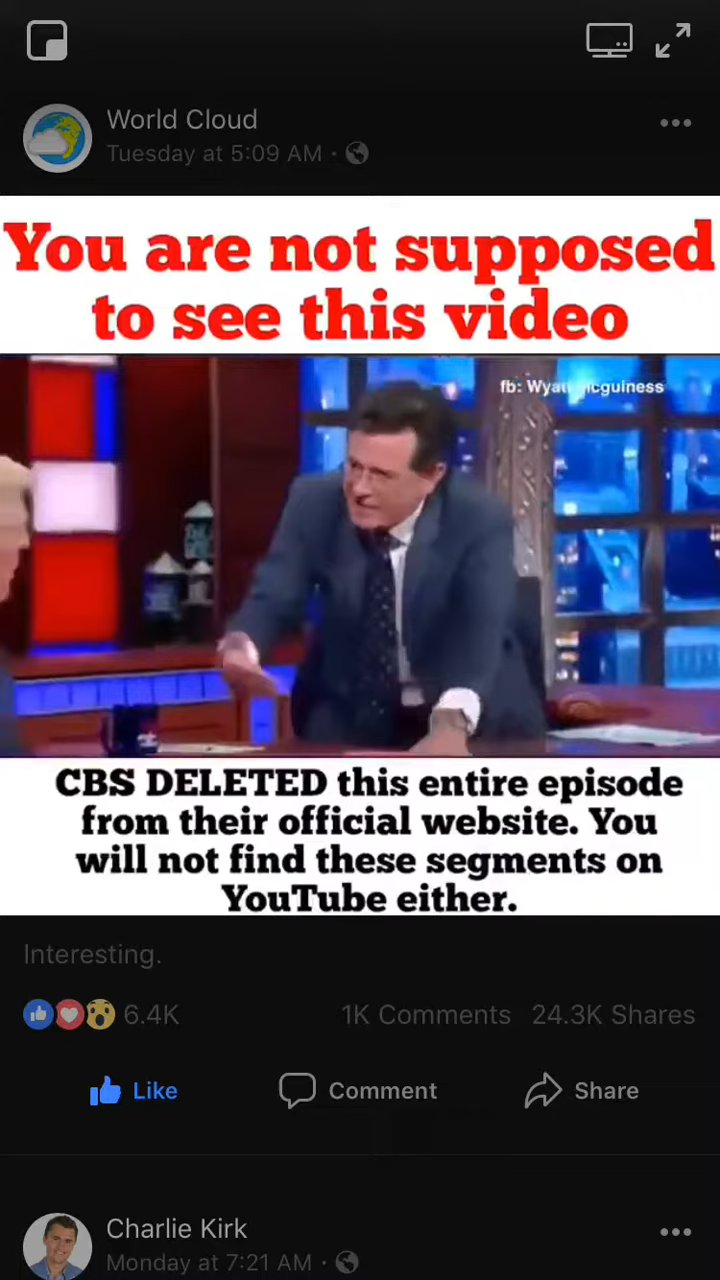 World Cloud
Tuesday at 5:09 AM ·
You are not supposed
to see this video
fb: Wyatt mcguiness
CBS DELETED this entire episode
from their official website. You
will not find these segments on
YouTube either.
Interesting.
6.4K 1K Comments 24.3K Shares
Like Comment Share
Charlie Kirk
Monday at 7:21 AM ·